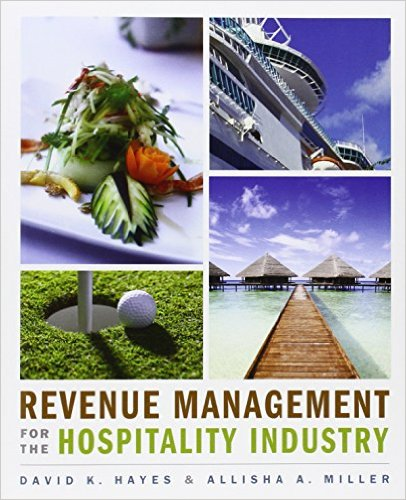 REVENUE MANAGEMENT
FOR THE HOSPITALITY INDUSTRY
DAVID K. HAYES & ALLISHA A. MILLER